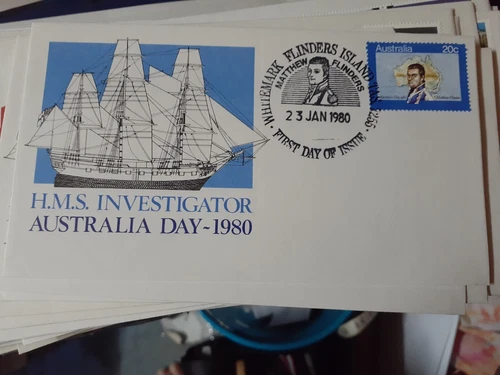 WHITEMARK FLINDERS ISLAND
MATTHEW FLINDERS
23 JAN 1980
FIRST DAY OF ISSUE
Australia
20c
H.M.S. INVESTIGATOR
AUSTRALIA DAY~1980